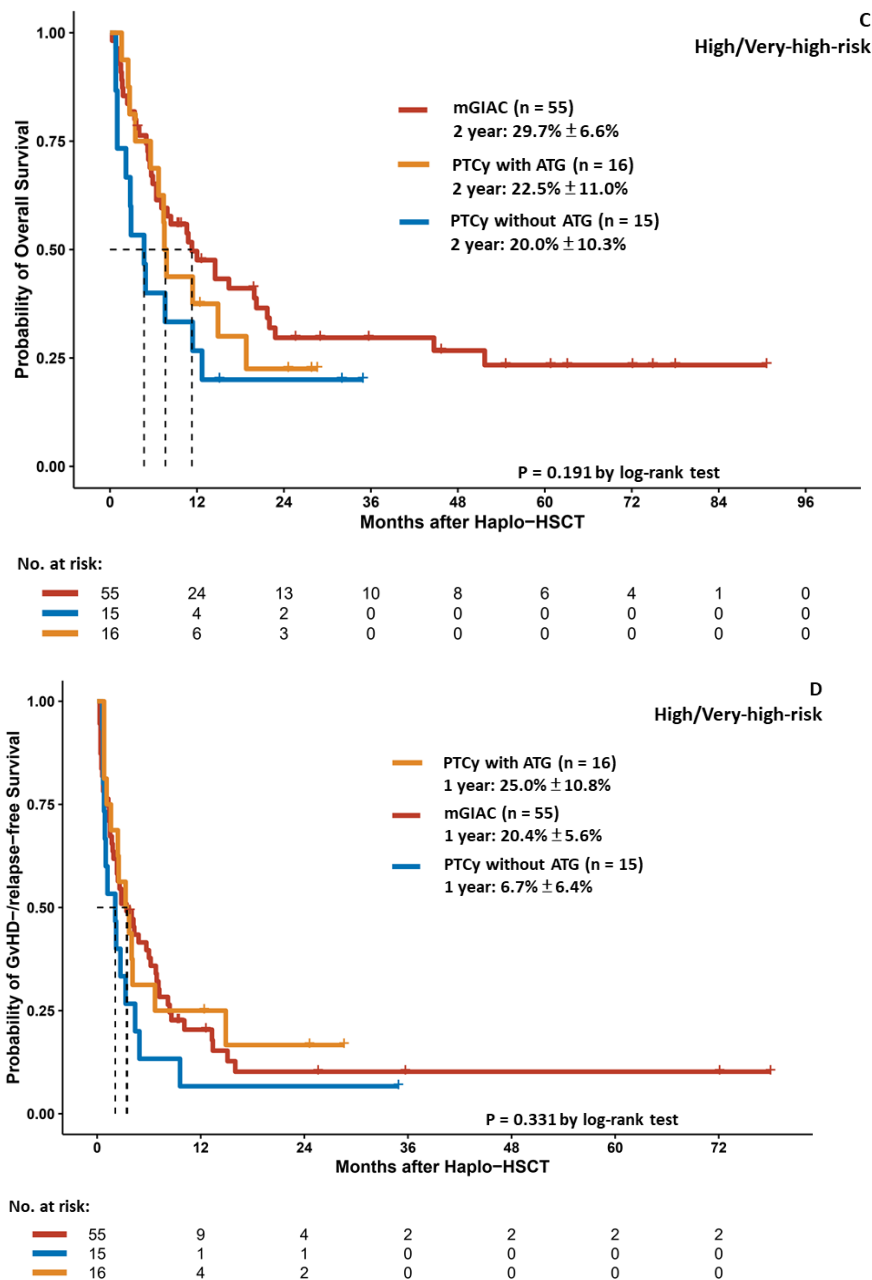 C
High/Very-high-risk
Probability of Overall Survival
1.00
0.75
0.50
0.25
0.00
mGIAC (n = 55)
2 year: 29.7% ± 6.6%
PTCy with ATG (n = 16)
2 year: 22.5% ± 11.0%
PTCy without ATG (n = 15)
2 year: 20.0% ± 10.3%
P = 0.191 by log-rank test
0 12 24 36 48 60 72 84 96
Months after Haplo−HSCT
No. at risk:
55 24 13 10 8 6 4 1 0
15 4 2 0 0 0 0 0 0
16 6 3 0 0 0 0 0 0
D
High/Very-high-risk
Probability of GvHD−/relapse−free Survival
1.00
0.75
0.50
0.25
0.00
PTCy with ATG (n = 16)
1 year: 25.0% ± 10.8%
mGIAC (n = 55)
1 year: 20.4% ± 5.6%
PTCy without ATG (n = 15)
1 year: 6.7% ± 6.4%
P = 0.331 by log-rank test
0 12 24 36 48 60 72
Months after Haplo−HSCT
No. at risk:
55 9 4 2 2 2 2
15 1 1 0 0 0 0
16 4 2 0 0 0 0